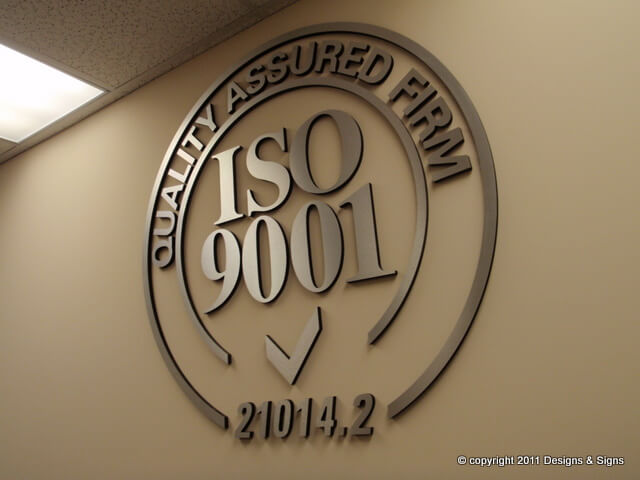 QUALITY ASSURED FIRM
ISO
9001
21014.2
© copyright 2011 Designs & Signs